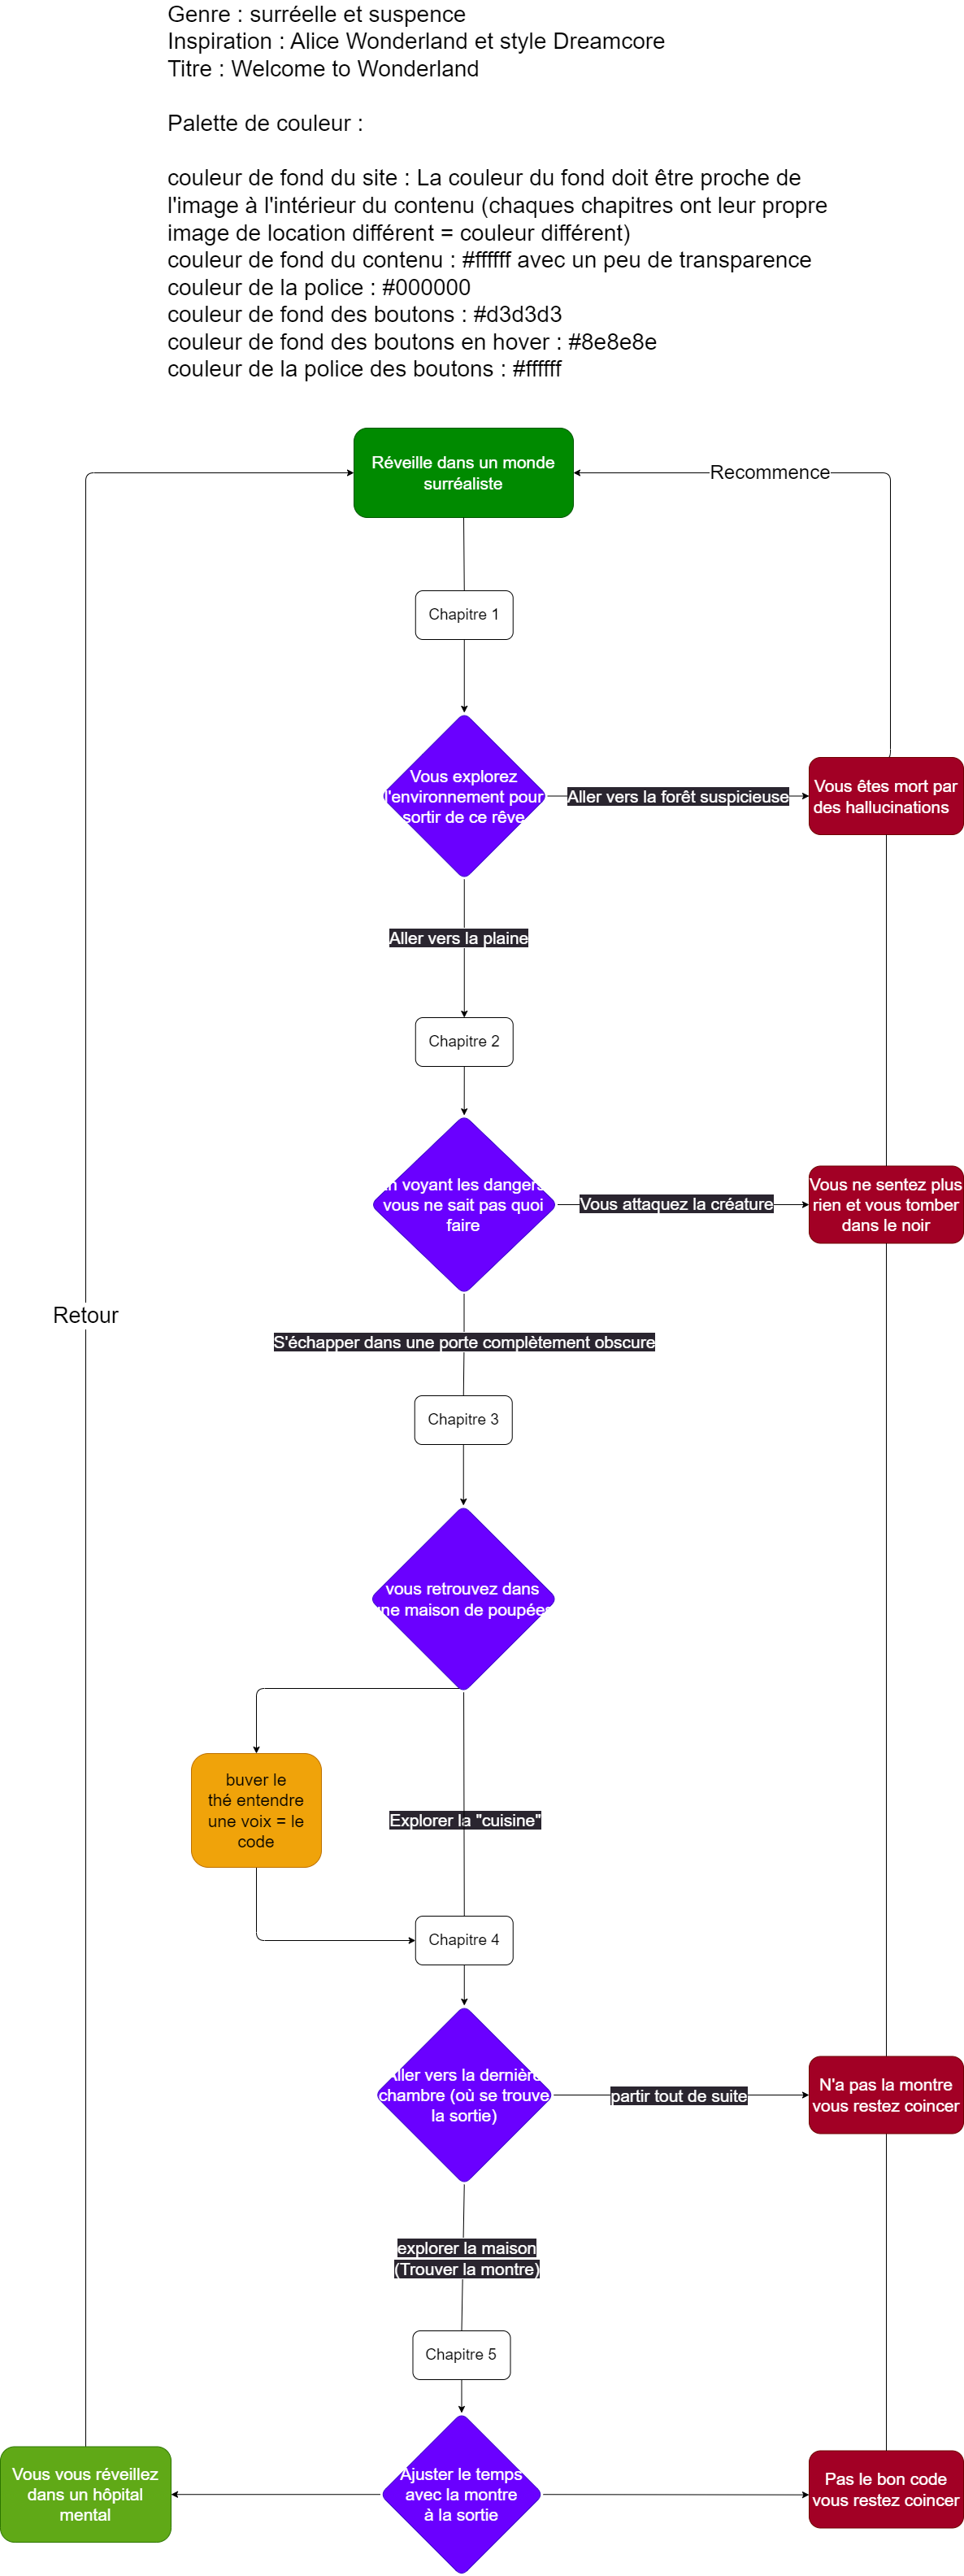 Genre : surréelle et suspence
Inspiration : Alice Wonderland et style Dreamcore
Titre : Welcome to Wonderland
Palette de couleur :
couleur de fond du site : La couleur du fond doit être proche de
l'image à l'intérieur du contenu (chaques chapitres ont leur propre
image de location différent = couleur différent)
couleur de fond du contenu : #ffffff avec un peu de transparence
couleur de la police : #000000
couleur de fond des boutons : #d3d3d3
couleur de fond des boutons en hover : #8e8e8e
couleur de la police des boutons : #ffffff
Réveille dans un monde
surréaliste
Recommence
Chapitre 1
Vous explorez
l'environnement pour
sortir de ce rêve
Aller vers la forêt suspicieuse
Vous êtes mort par
des hallucinations
Aller vers la plaine
Chapitre 2
En voyant les dangers,
vous ne sait pas quoi
faire
Vous attaquez la créature
Vous ne sentez plus
rien et vous tomber
dans le noir
Retour
S'échapper dans une porte complètement obscure
Chapitre 3
vous retrouvez dans
une maison de poupées
buver le
thé entendre
une voix = le
code
Explorer la "cuisine"
Chapitre 4
Aller vers la dernière
chambre (où se trouve
la sortie)
partir tout de suite
N'a pas la montre
vous restez coincer
explorer la maison
(Trouver la montre)
Chapitre 5
Ajuster le temps
avec la montre
à la sortie
Vous vous réveillez
dans un hôpital
mental
Pas le bon code
vous restez coincer